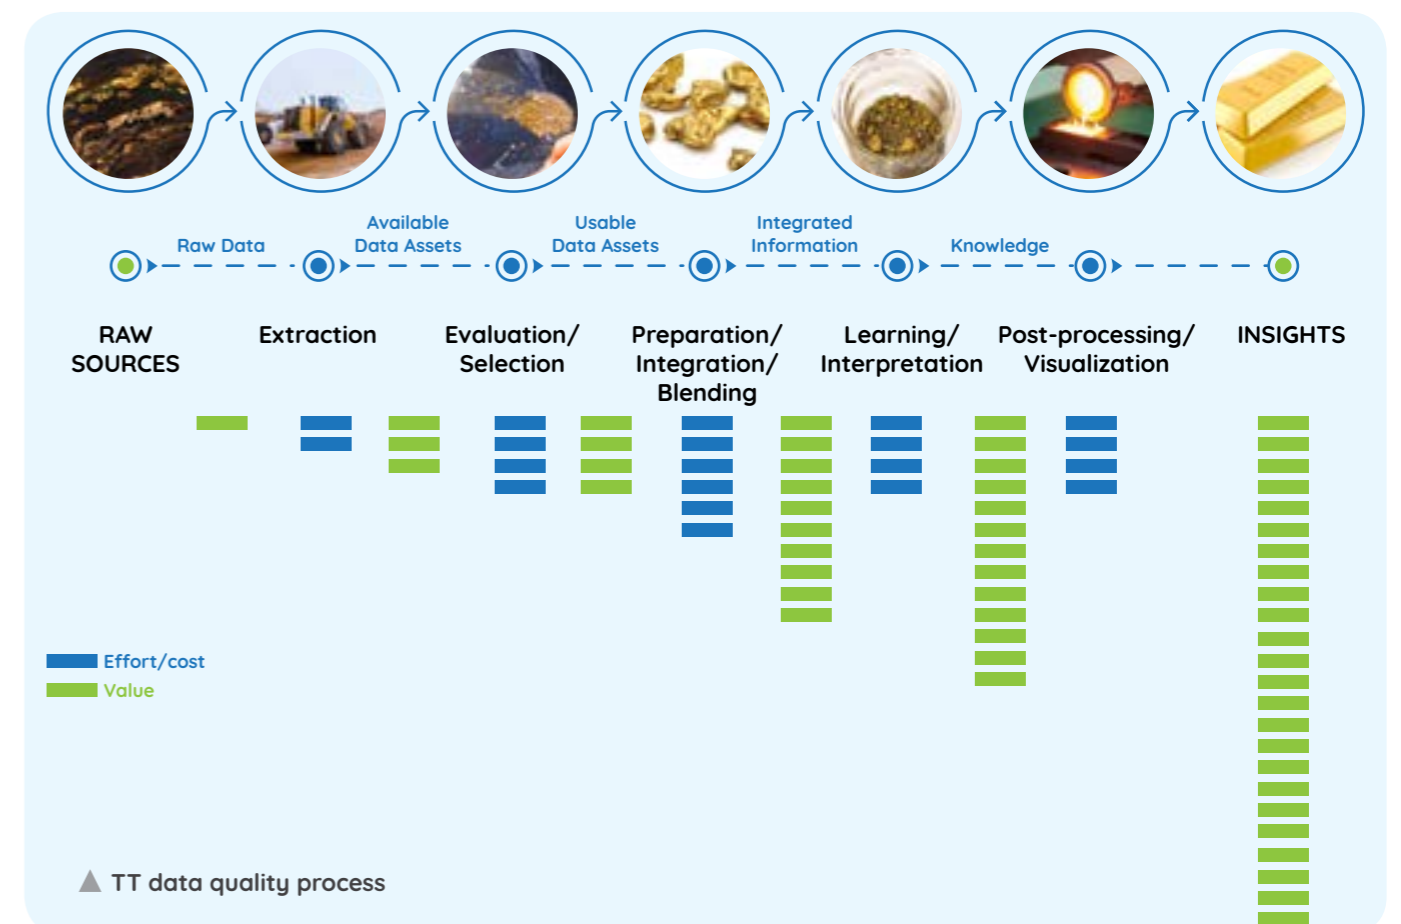 Raw Data
Available
Data Assets
Usable
Data Assets
Integrated
Information
Knowledge
RAW
SOURCES
Extraction
Evaluation/
Selection
Preparation/
Integration/
Blending
Learning/
Interpretation
Post-processing/
Visualization
INSIGHTS
Effort/cost
Value
TT data quality process